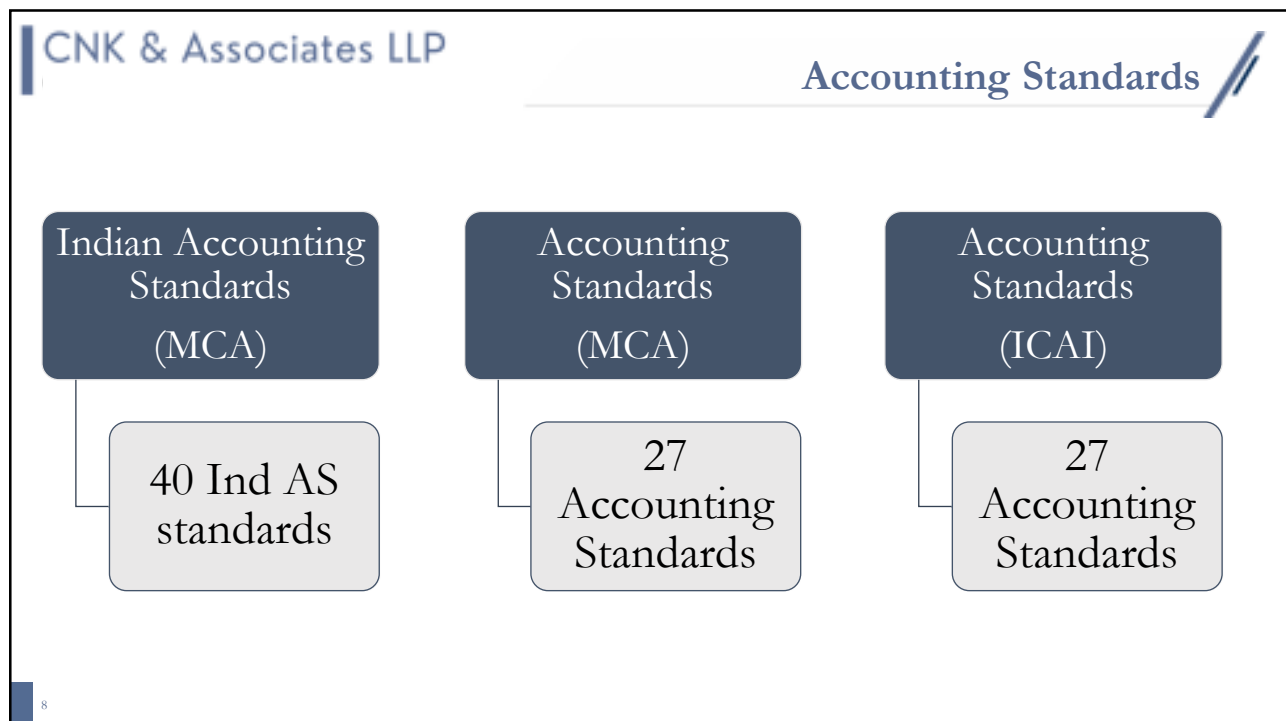 CNK & Associates LLP
Accounting Standards
Indian Accounting
Standards
(MCA)
40 Ind AS
standards
Accounting
Standards
(MCA)
27
Accounting
Standards
Accounting
Standards
(ICAI)
27
Accounting
Standards
8